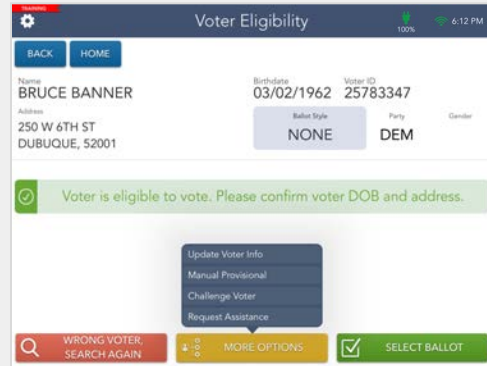 TRAINING
Voter Eligibility
100%
6:12 PM
BACK
HOME
Name
BRUCE BANNER
Birthdate
03/02/1962
Voter ID
25783347
Address
250 W 6TH ST
DUBUQUE, 52001
Ballot Style
NONE
Party
DEM
Gender
Voter is eligible to vote. Please confirm voter DOB and address.
Update Voter Info
Manual Provisional
Challenge Voter
Request Assistance
WRONG VOTER,
SEARCH AGAIN
MORE OPTIONS
SELECT BALLOT